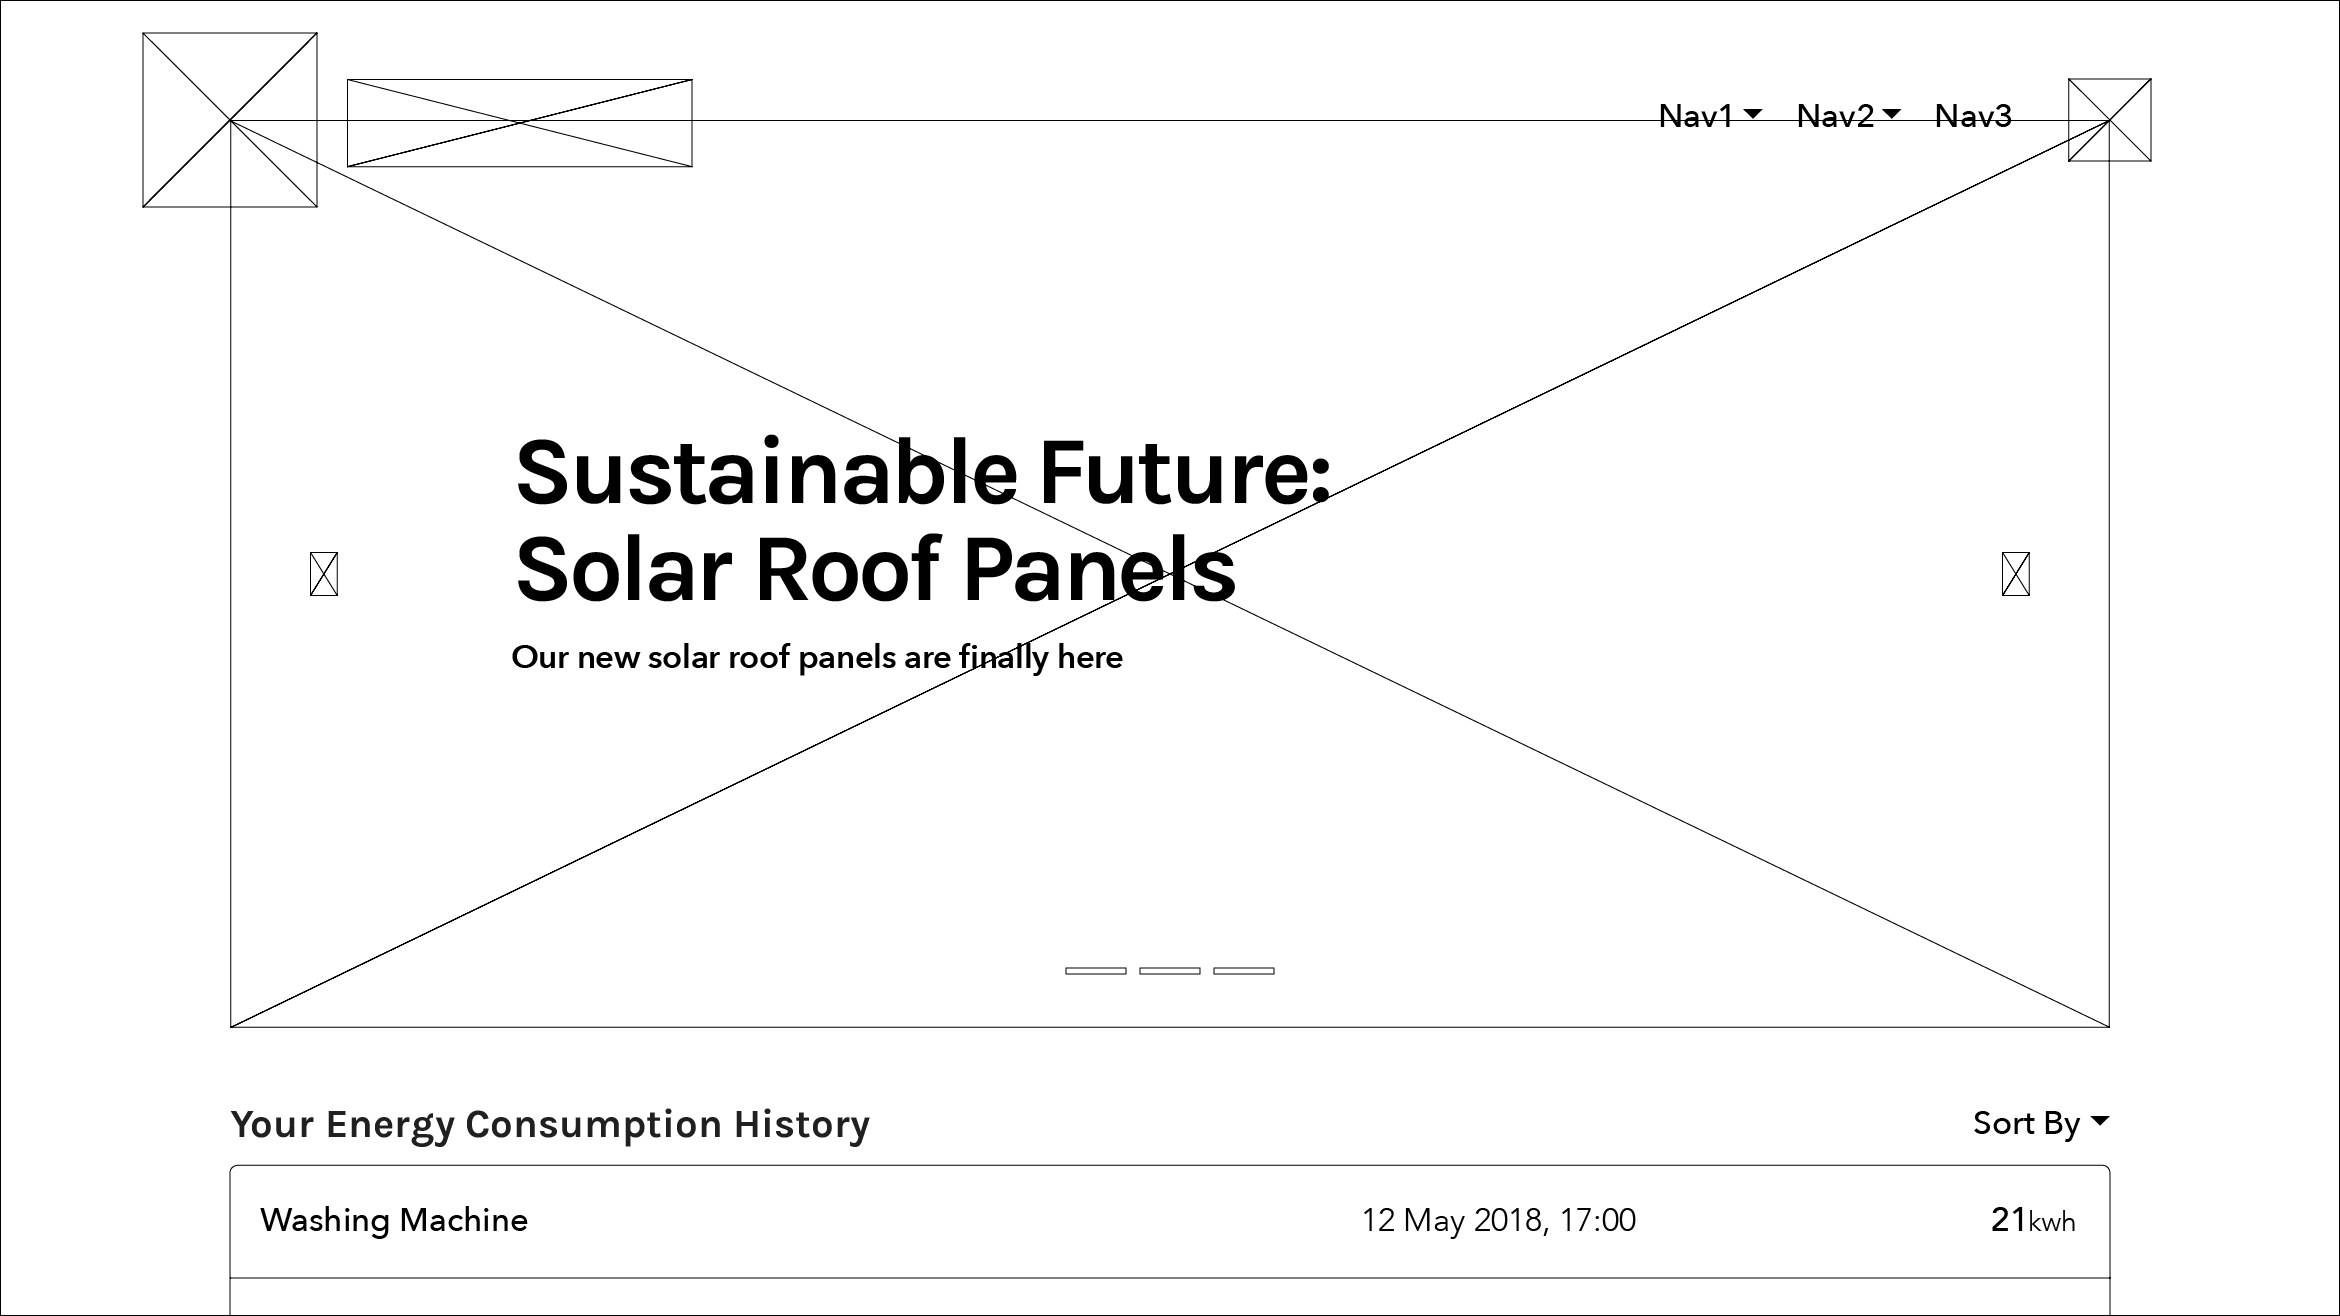 Nav1 Nav2 Nav3
Sustainable Future:
Solar Roof Panels
Our new solar roof panels are finally here
Your Energy Consumption History
Sort By
Washing Machine 12 May 2018, 17:00 21kwh